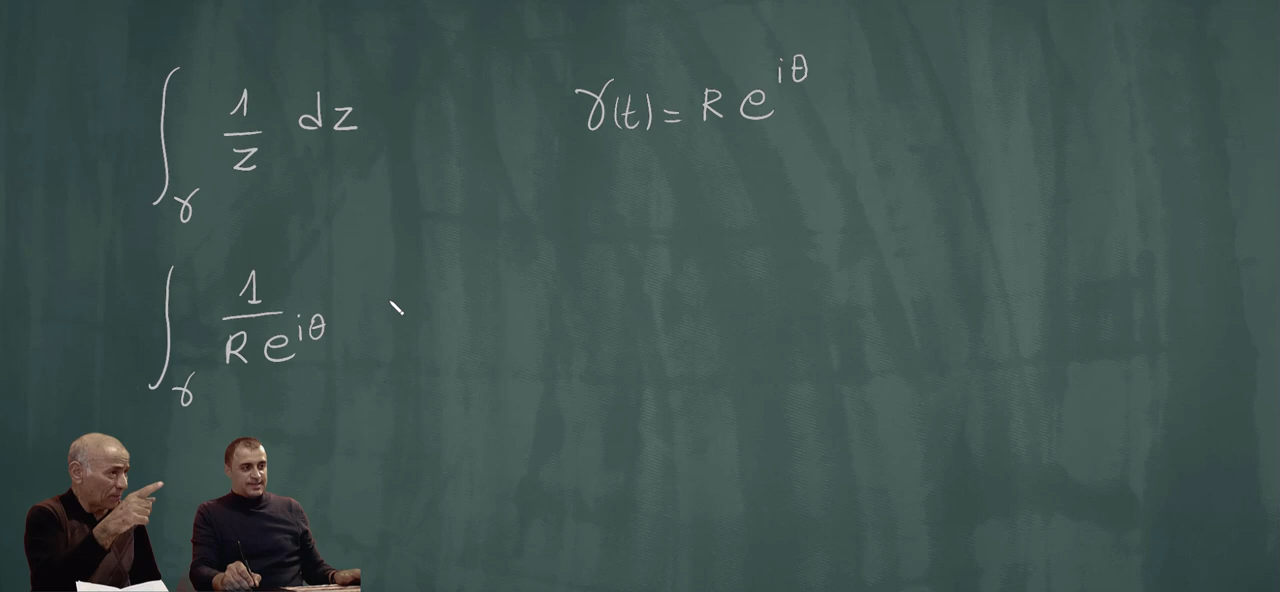 ∫_γ 1/z dz    γ(t) = R e^{iθ}
∫_γ 1/(R e^{iθ})